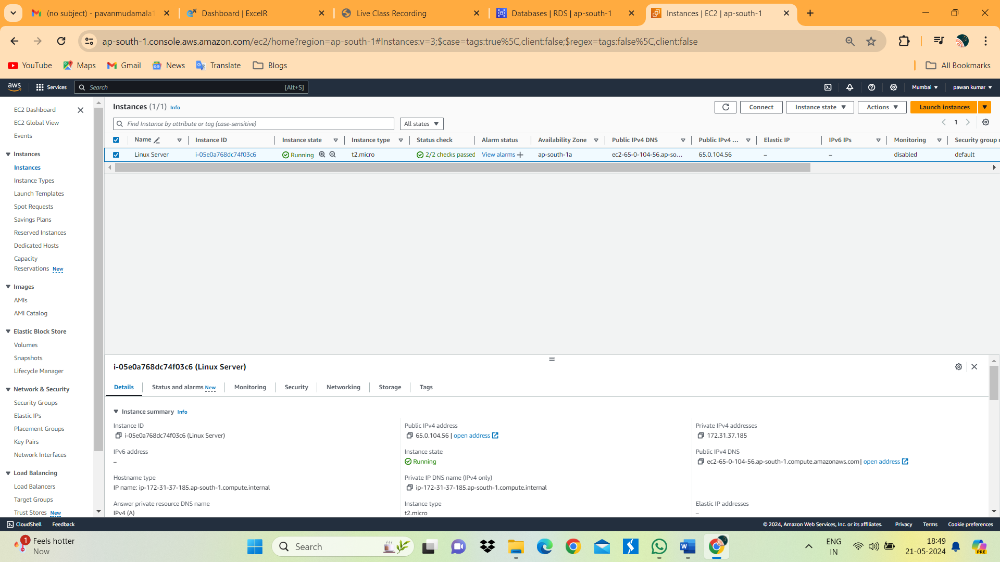 (no subject) - pavanmudamala1
Dashboard | ExcelR
Live Class Recording
Databases | RDS | ap-south-1
Instances | EC2 | ap-south-1
ap-south-1.console.aws.amazon.com/ec2/home?region=ap-south-1#Instances:v=3;$case=tags:true%5C,client:false;$regex=tags:false%5C,client:false
YouTube Maps Gmail News Translate Blogs All Bookmarks
aws Services Search [Alt+S] Mumbai pawan kumar
EC2 Dashboard
EC2 Global View
Events
Instances
Instances
Instance Types
Launch Templates
Spot Requests
Savings Plans
Reserved Instances
Dedicated Hosts
Capacity
Reservations New
Images
AMIs
AMI Catalog
Elastic Block Store
Volumes
Snapshots
Lifecycle Manager
Network & Security
Security Groups
Elastic IPs
Placement Groups
Key Pairs
Network Interfaces
Load Balancing
Load Balancers
Target Groups
Trust Stores New
Instances (1/1) Info Connect Instance state Actions Launch instances
Find Instance by attribute or tag (case-sensitive) All states 1
Name Instance ID Instance state Instance type Status check Alarm status Availability Zone Public IPv4 DNS Public IPv4 ... Elastic IP IPv6 IPs Monitoring Security group
Linux Server i-05e0a768dc74f03c6 Running t2.micro 2/2 checks passed View alarms + ap-south-1a ec2-65-0-104-56.ap-so... 65.0.104.56 – – disabled default
i-05e0a768dc74f03c6 (Linux Server)
Details Status and alarms New Monitoring Security Networking Storage Tags
Instance summary Info
Instance ID
i-05e0a768dc74f03c6 (Linux Server)
Public IPv4 address
65.0.104.56 | open address
Private IPv4 addresses
172.31.37.185
IPv6 address
–
Instance state
Running
Public IPv4 DNS
ec2-65-0-104-56.ap-south-1.compute.amazonaws.com | open address
Hostname type
IP name: ip-172-31-37-185.ap-south-1.compute.internal
Private IP DNS name (IPv4 only)
ip-172-31-37-185.ap-south-1.compute.internal
Answer private resource DNS name
IPv4 (A)
Instance type
t2.micro
Elastic IP addresses
–
CloudShell Feedback © 2024, Amazon Web Services, Inc. or its affiliates. Privacy Terms Cookie preferences
1
Feels hotter
Now
Search
W
PRE
ENG
IN
18:49
21-05-2024